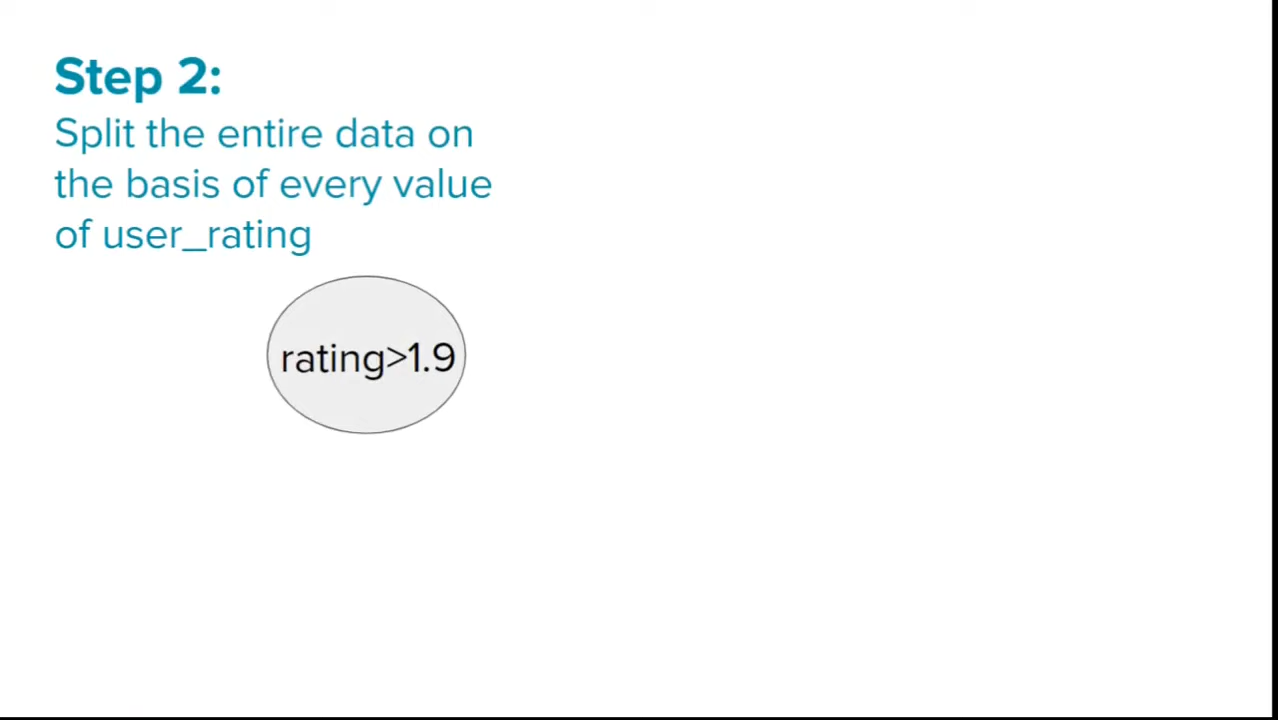 Step 2:
Split the entire data on
the basis of every value
of user_rating
rating>1.9